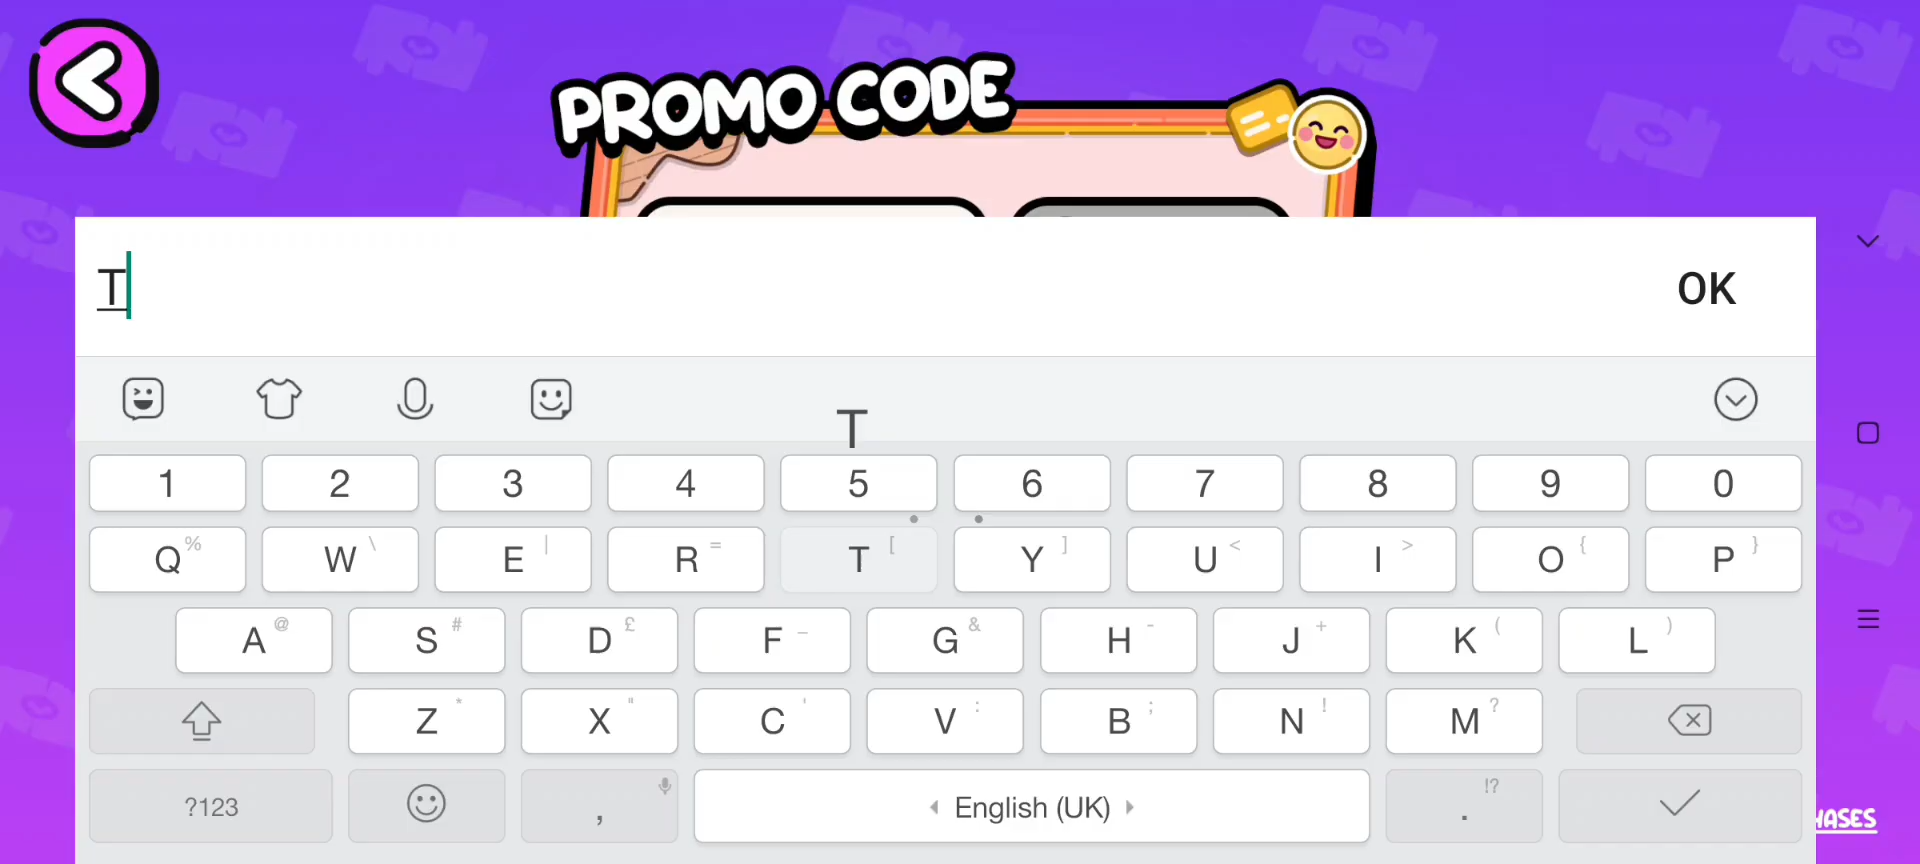 PROMO CODE
T
OK
T
1 2 3 4 5 6 7 8 9 0
Q % W \ E | R = T [ Y ] U < I > O { P }
A @ S # D £ F _ G & H - J + K ( L )
Z * X " C ' V : B ; N ! M ?
?123 , English (UK) . !?
HASES